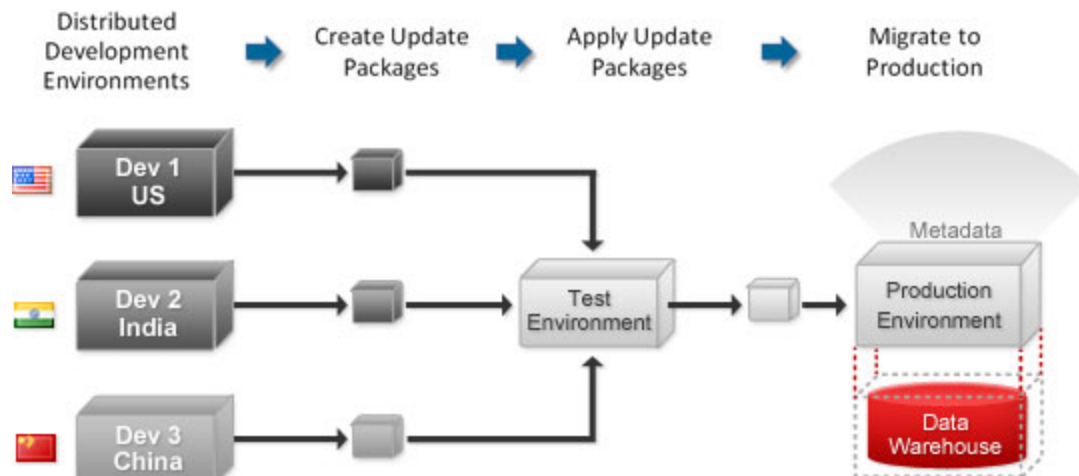 Distributed
Development
Environments
Create Update
Packages
Apply Update
Packages
Migrate to
Production
Dev 1
US
Metadata
Dev 2
India
Test
Environment
Production
Environment
Dev 3
China
Data
Warehouse